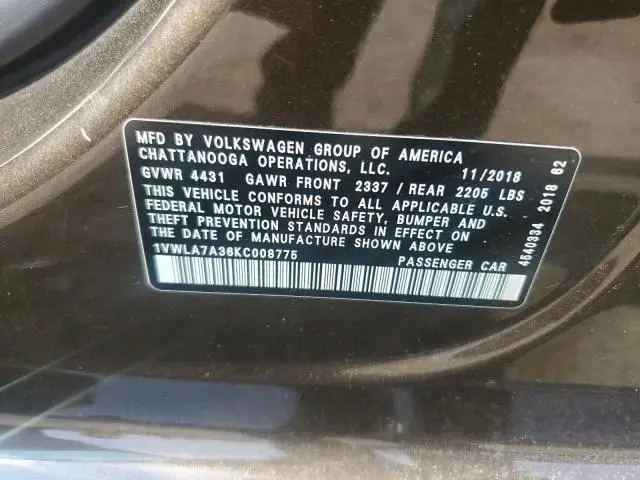 MFD BY VOLKSWAGEN GROUP OF AMERICA
CHATTANOOGA OPERATIONS, LLC. 11/2018
GVWR 4431 GAWR FRONT 2337 / REAR 2205 LBS
THIS VEHICLE CONFORMS TO ALL APPLICABLE U.S.
FEDERAL MOTOR VEHICLE SAFETY, BUMPER AND
THEFT PREVENTION STANDARDS IN EFFECT ON
THE DATE OF MANUFACTURE SHOWN ABOVE
1VWLA7A36KC008775 PASSENGER CAR
4540334 2018 62